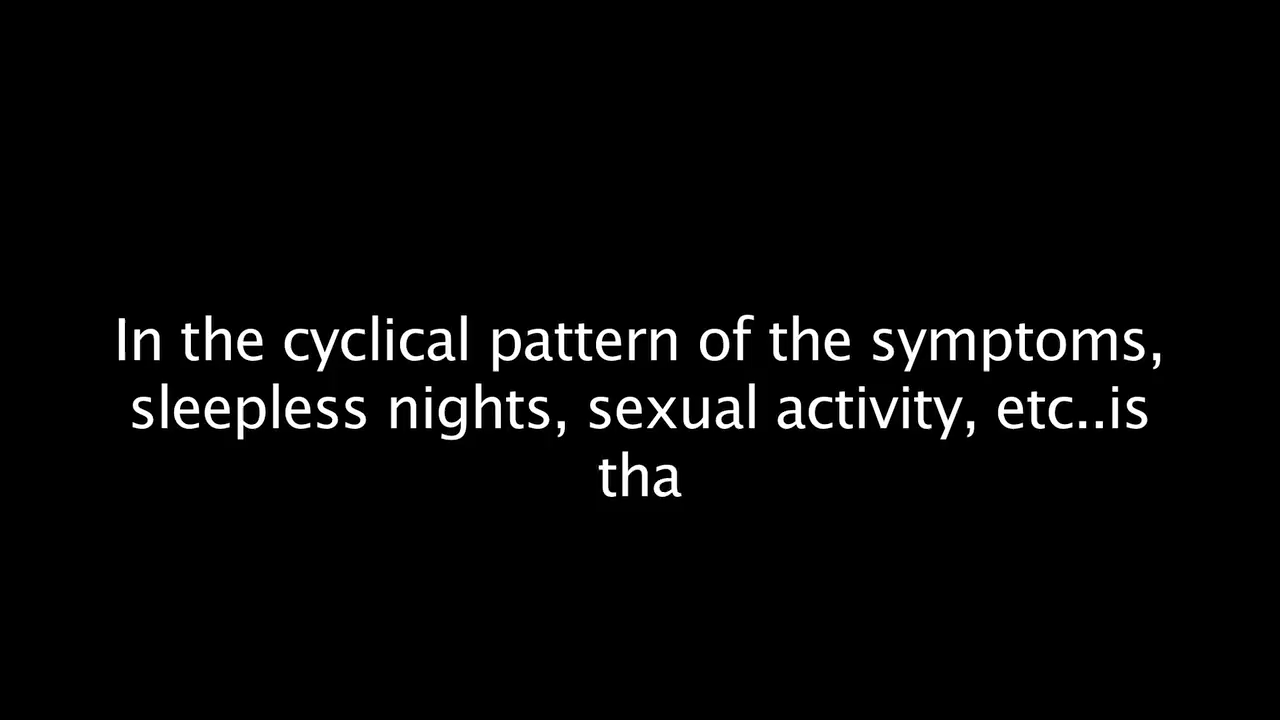 In the cyclical pattern of the symptoms,
sleepless nights, sexual activity, etc..is
tha